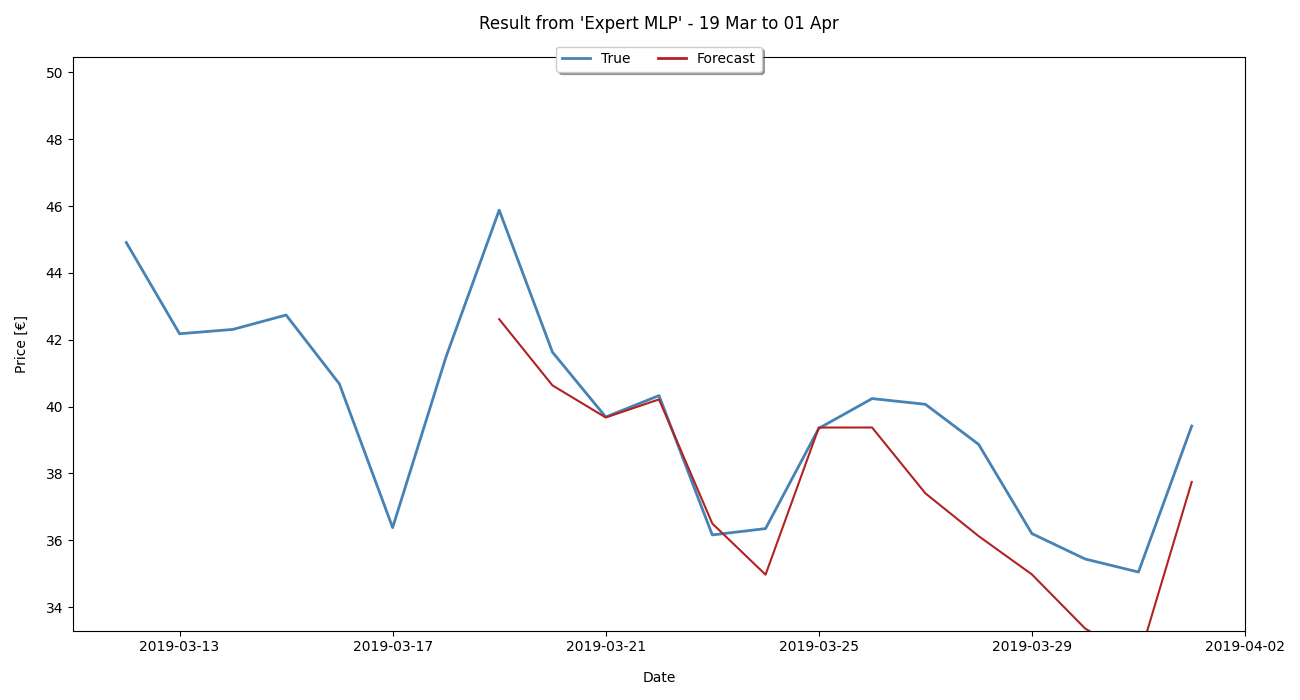 Result from 'Expert MLP' - 19 Mar to 01 Apr
True Forecast
50
48
46
44
42
40
38
36
34
Price [€]
2019-03-13 2019-03-17 2019-03-21 2019-03-25 2019-03-29 2019-04-02
Date